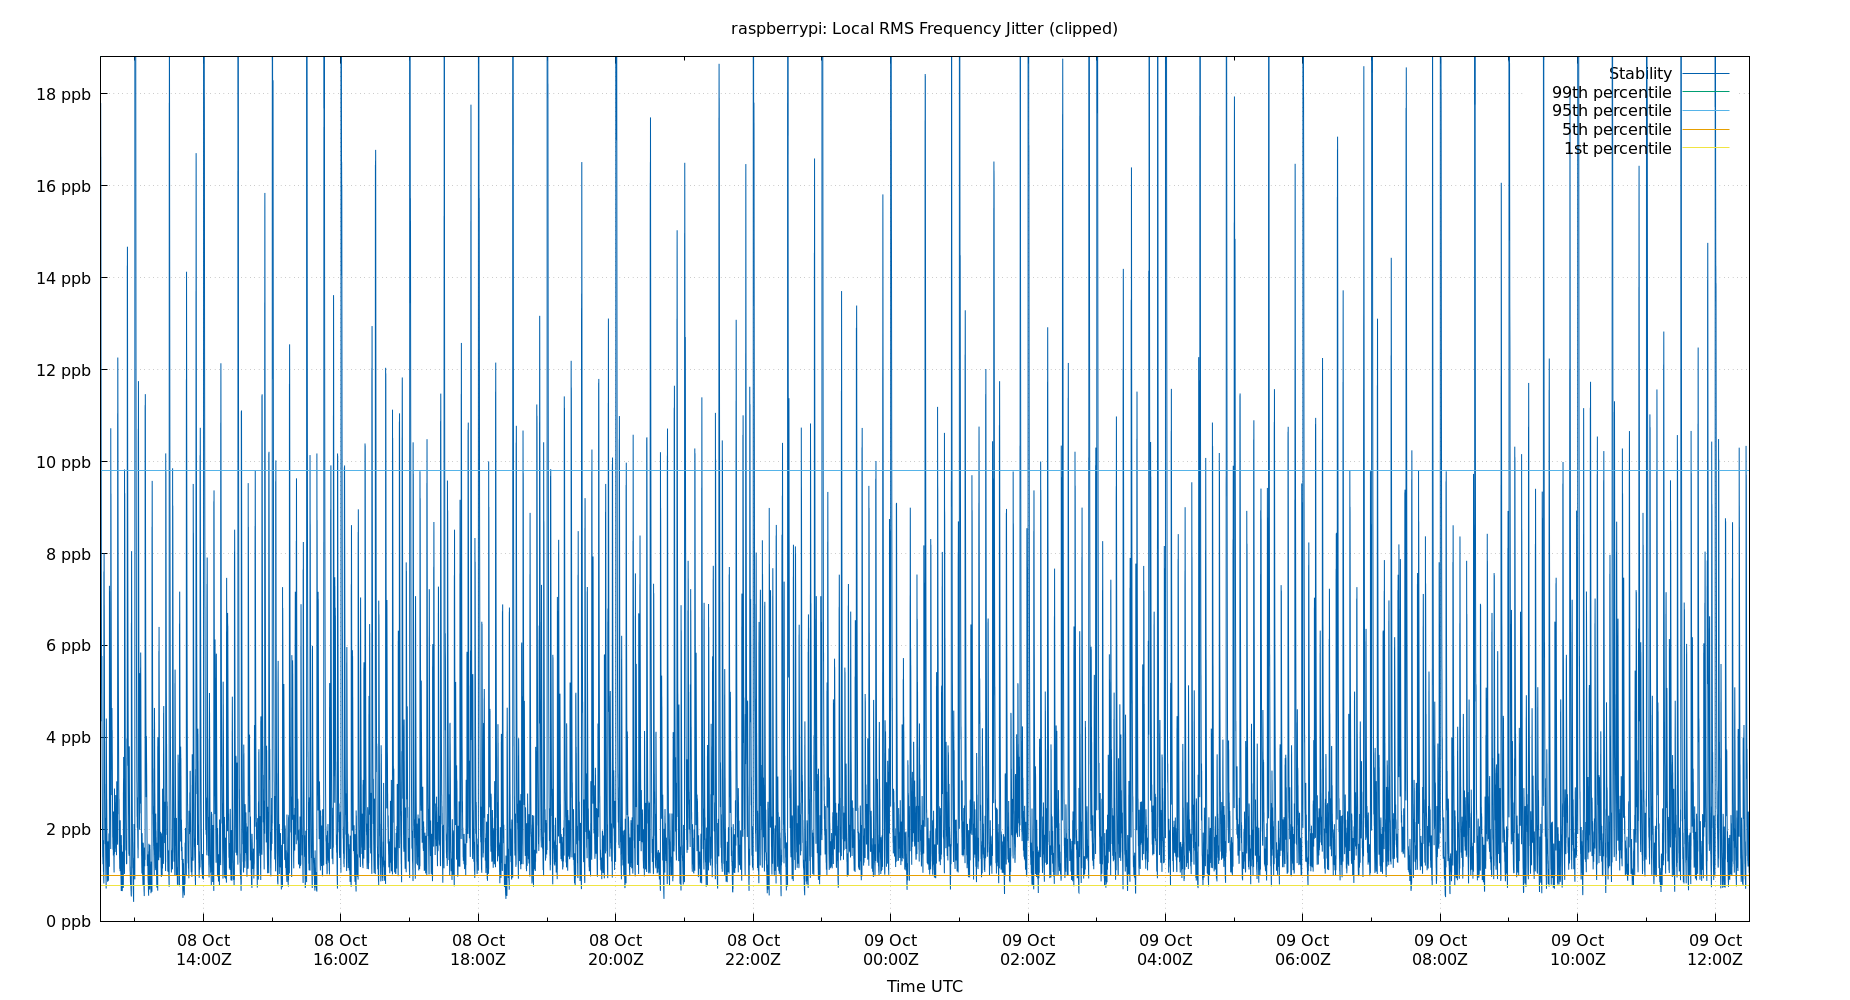 raspberrypi: Local RMS Frequency Jitter (clipped)
Stability
99th percentile
95th percentile
5th percentile
1st percentile
18 ppb
16 ppb
14 ppb
12 ppb
10 ppb
8 ppb
6 ppb
4 ppb
2 ppb
0 ppb
08 Oct 08 Oct 08 Oct 08 Oct 08 Oct 09 Oct 09 Oct 09 Oct 09 Oct 09 Oct 09 Oct 09 Oct
14:00Z 16:00Z 18:00Z 20:00Z 22:00Z 00:00Z 02:00Z 04:00Z 06:00Z 08:00Z 10:00Z 12:00Z
Time UTC